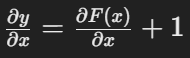 ∂y/∂x = ∂F(x)/∂x + 1